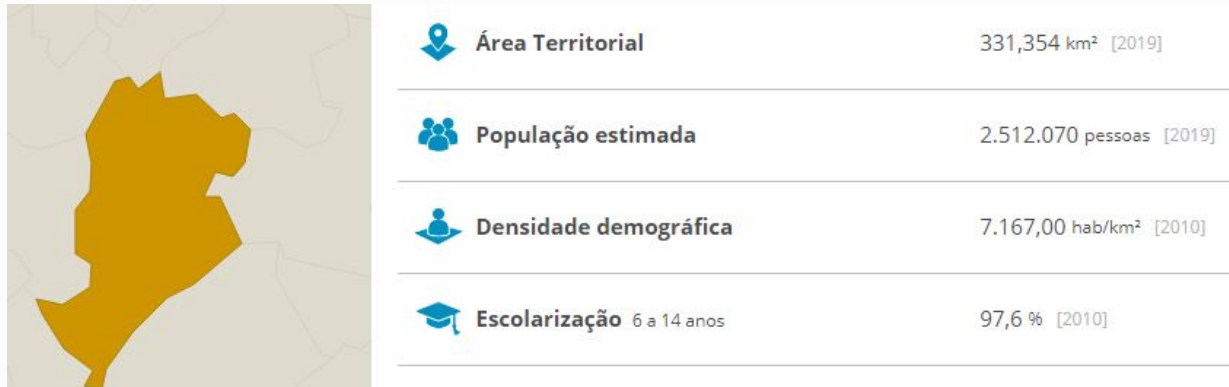 Área Territorial 331,354 km² [2019]
População estimada 2.512.070 pessoas [2019]
Densidade demográfica 7.167,00 hab/km² [2010]
Escolarização 6 a 14 anos 97,6 % [2010]